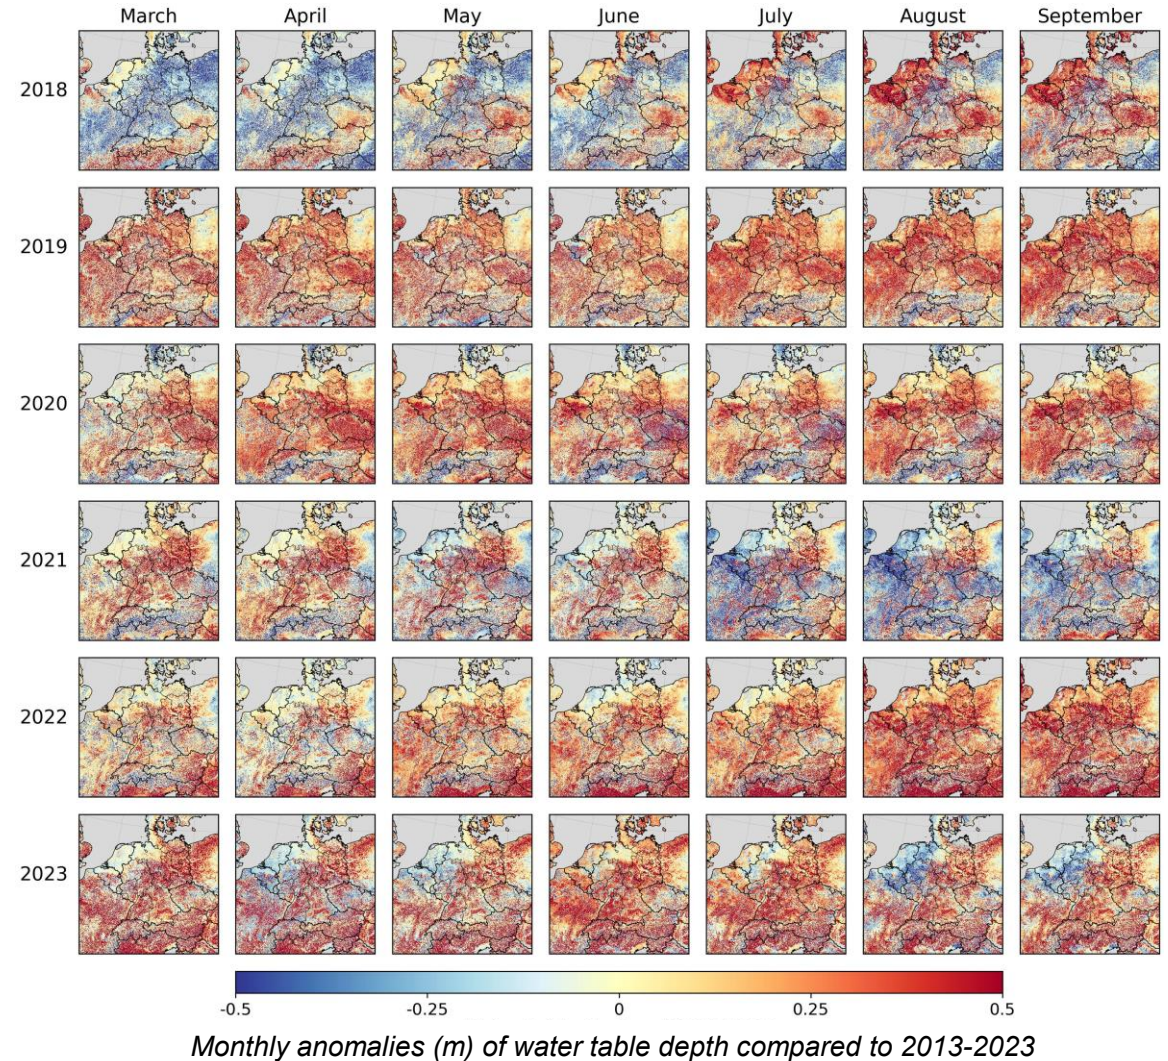 March April May June July August September
2018
2019
2020
2021
2022
2023
-0.5 -0.25 0 0.25 0.5
Monthly anomalies (m) of water table depth compared to 2013-2023